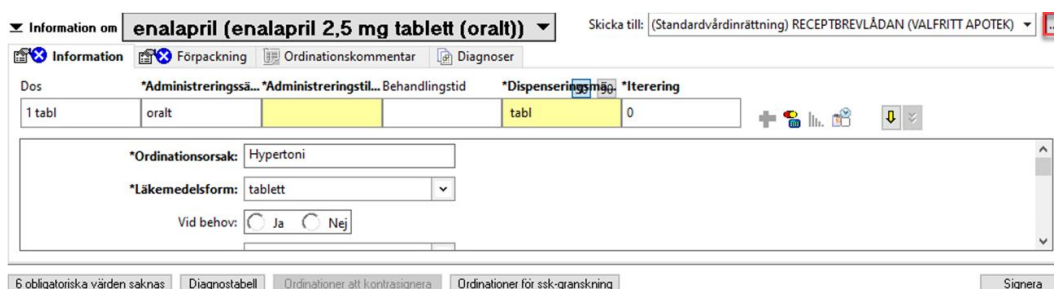 Information om enalapril (enalapril 2,5 mg tablett (oralt)) Skicka till: (Standardvårdinrättning) RECEPTBREVLÅDAN (VALFRITT APOTEK) ...
Information Förpackning Ordinationskommentar Diagnoser
Dos *Administreringssä... *Administreringstil... Behandlingstid *Dispenseringsmä... *Iterering
1 tabl oralt tabl 0
*Ordinationsorsak: Hypertoni
*Läkemedelsform: tablett
Vid behov: Ja Nej
6 obligatoriska värden saknas Diagnostabell Ordinationer att kontrasignera Ordinationer för ssk-granskning Signera